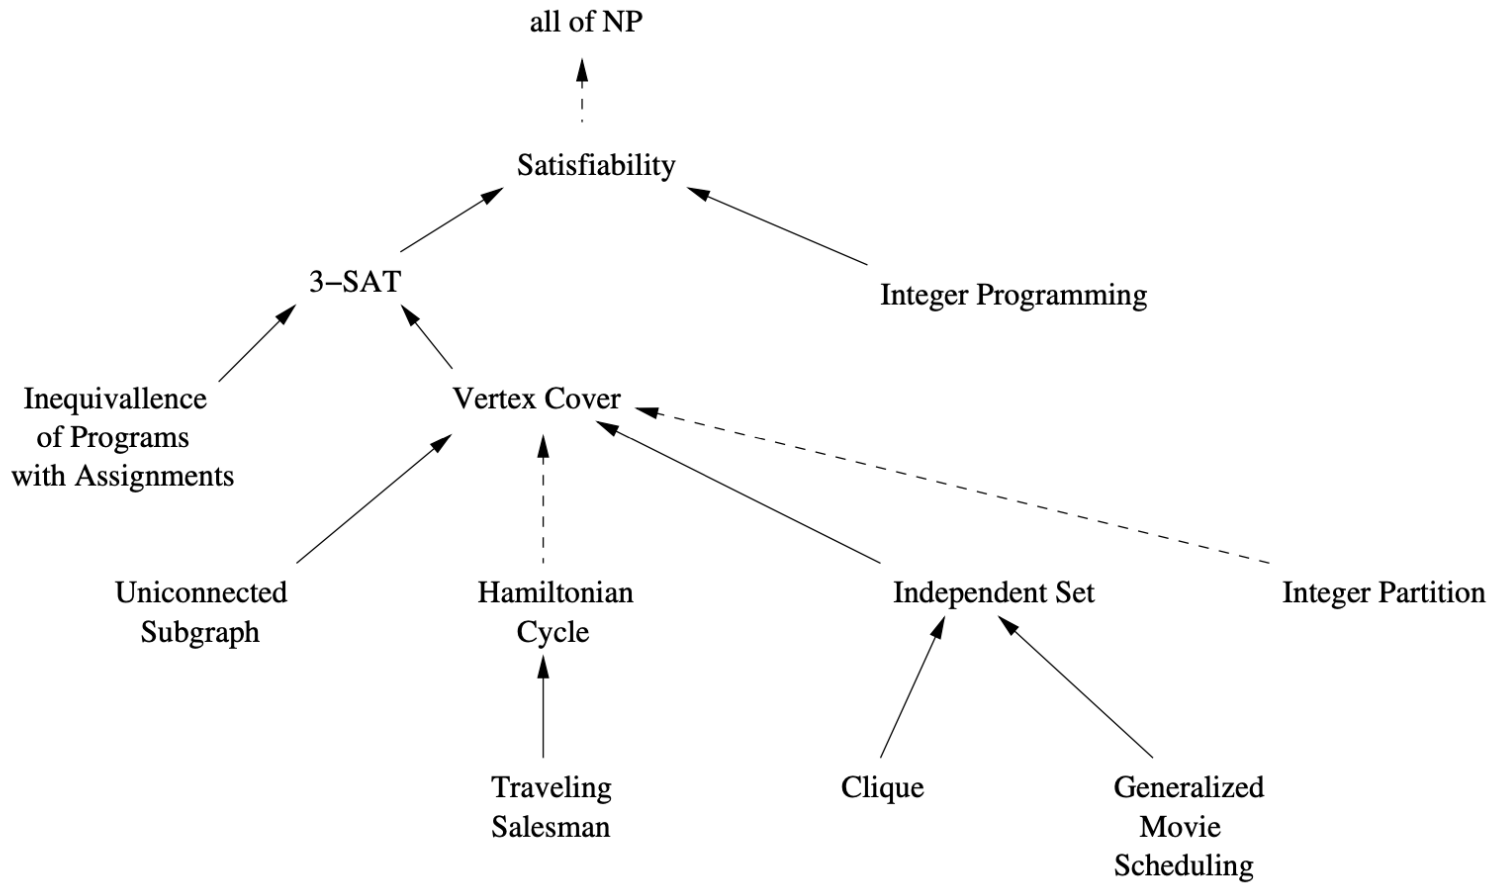 all of NP
Satisfiability
3–SAT
Integer Programming
Inequivallence
of Programs
with Assignments
Vertex Cover
Uniconnected
Subgraph
Hamiltonian
Cycle
Independent Set
Integer Partition
Traveling
Salesman
Clique
Generalized
Movie
Scheduling